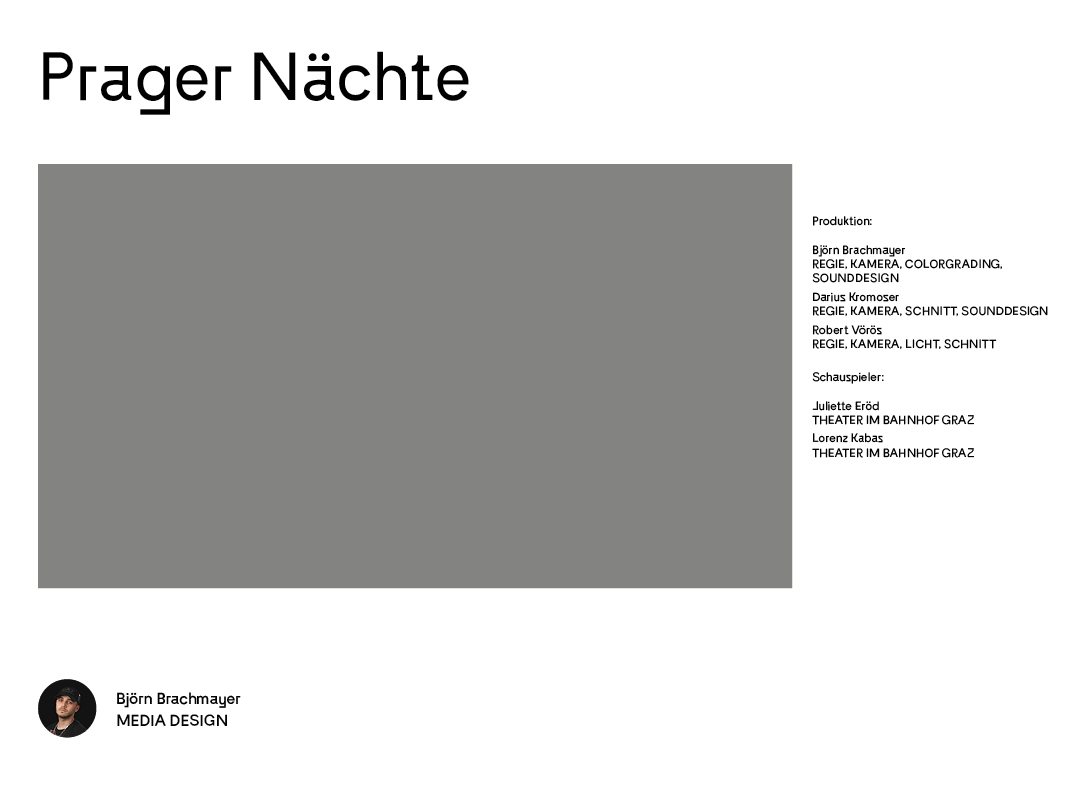 Prager Nächte
Produktion:
Björn Brachmayer
REGIE, KAMERA, COLORGRADING,
SOUNDDESIGN
Darius Kromoser
REGIE, KAMERA, SCHNITT, SOUNDDESIGN
Robert Vörös
REGIE, KAMERA, LICHT, SCHNITT
Schauspieler:
Juliette Eröd
THEATER IM BAHNHOF GRAZ
Lorenz Kabas
THEATER IM BAHNHOF GRAZ
Björn Brachmayer
MEDIA DESIGN